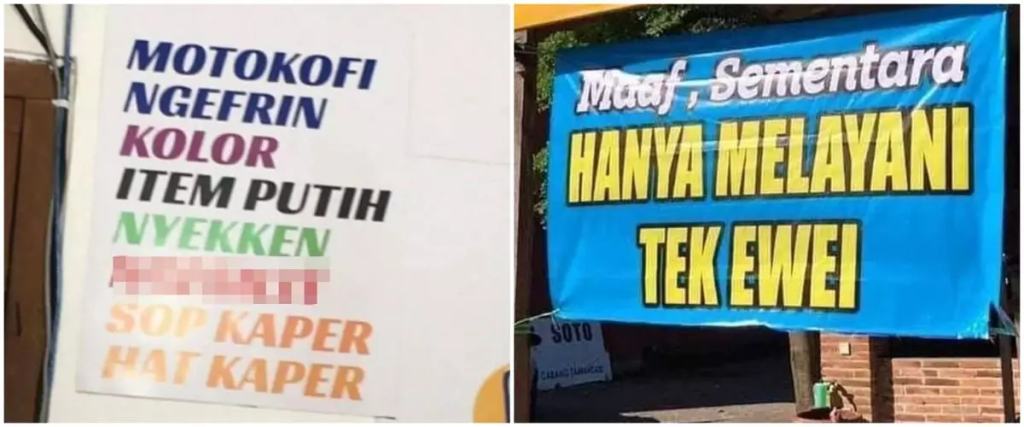 MOTOKOFI
NGEFRIN
KOLOR
ITEM PUTIH
NYEKKEN
SOP KAPER
HAT KAPER
Maaf , Sementara
HANYA MELAYANI
TEK EWEI
SOTO